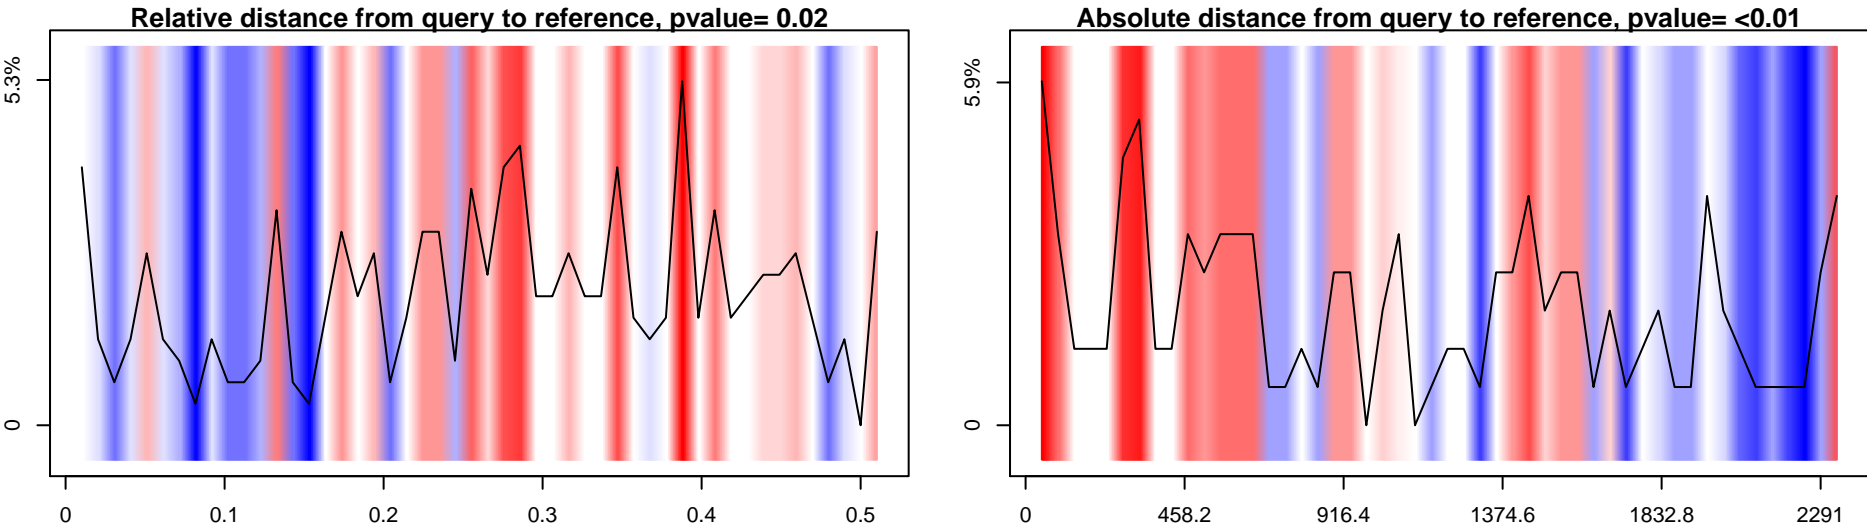 Relative distance from query to reference, pvalue= 0.02
5.3%
0
0 0.1 0.2 0.3 0.4 0.5
Absolute distance from query to reference, pvalue= <0.01
5.9%
0
0 458.2 916.4 1374.6 1832.8 2291